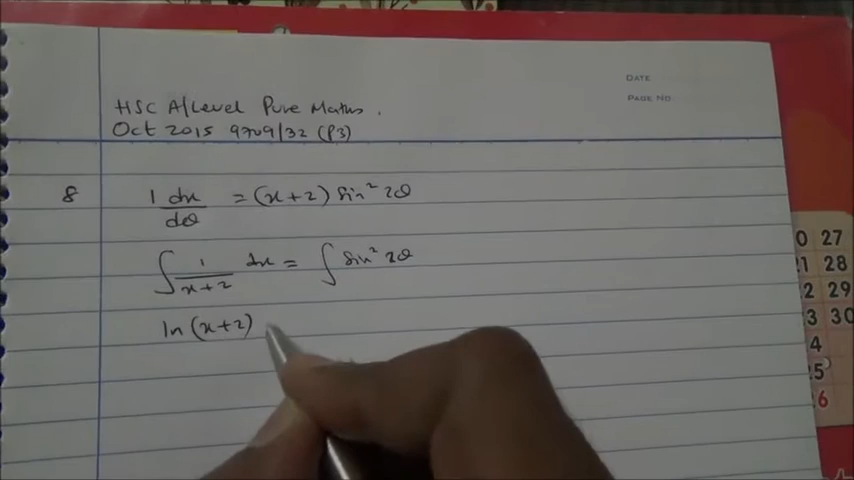 DATE
PAGE NO.
HSC A/Level Pure Maths.
Oct 2015 9709/32 (P3)
8 1 dx/dθ = (x+2) Sin² 2θ
∫ 1/x+2 dx = ∫ Sin² 2θ
ln (x+2)
0 27
1 28
2 29
3 30
4
5
6